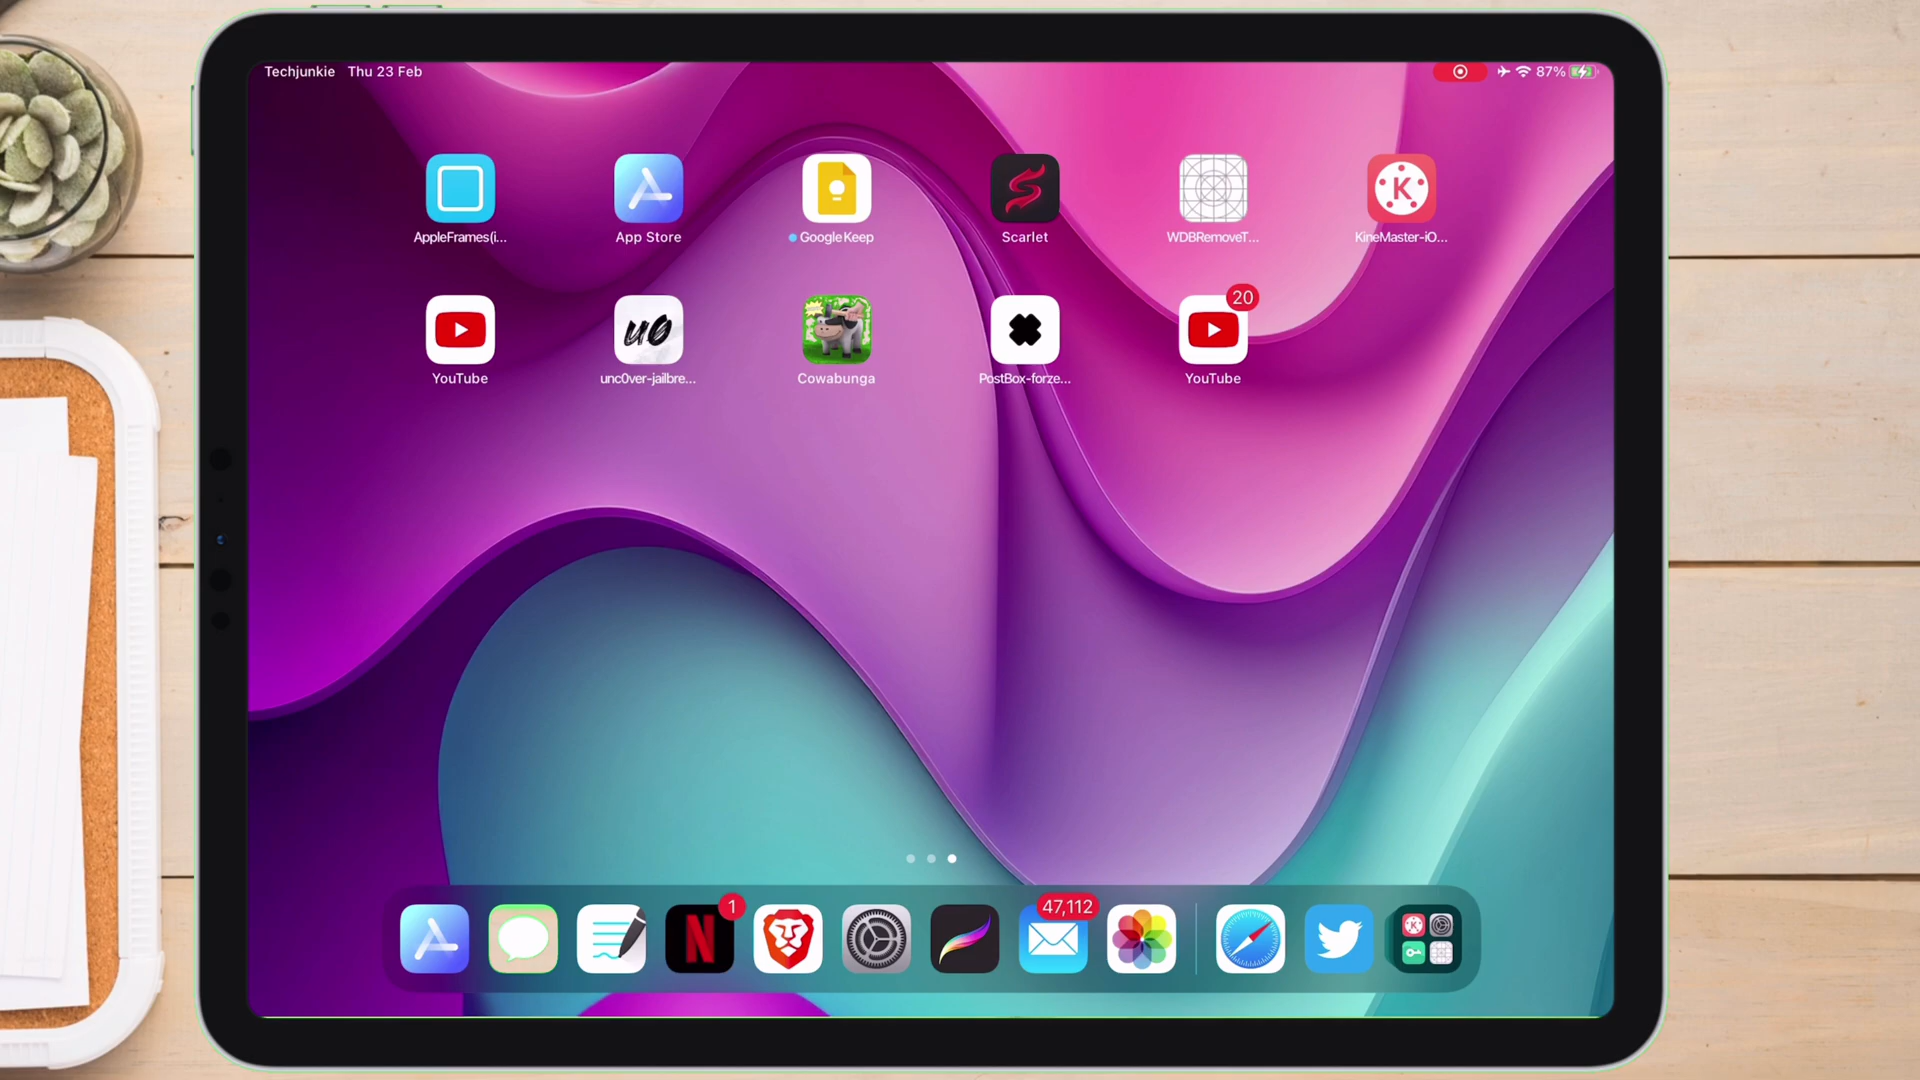 Techjunkie Thu 23 Feb
87%
AppleFrames(i...
App Store
Google Keep
Scarlet
WDBRemoveT...
KineMaster-iO...
K
20
u0
YouTube
unc0ver-jailbre...
Cowabunga
PostBox-forze...
YouTube
1
47,112
N